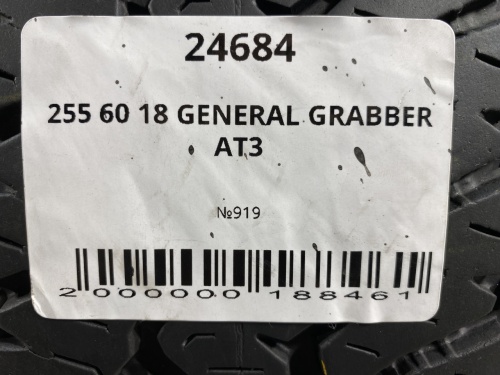 24684
255 60 18 GENERAL GRABBER
AT3
№919
2 000000 188461